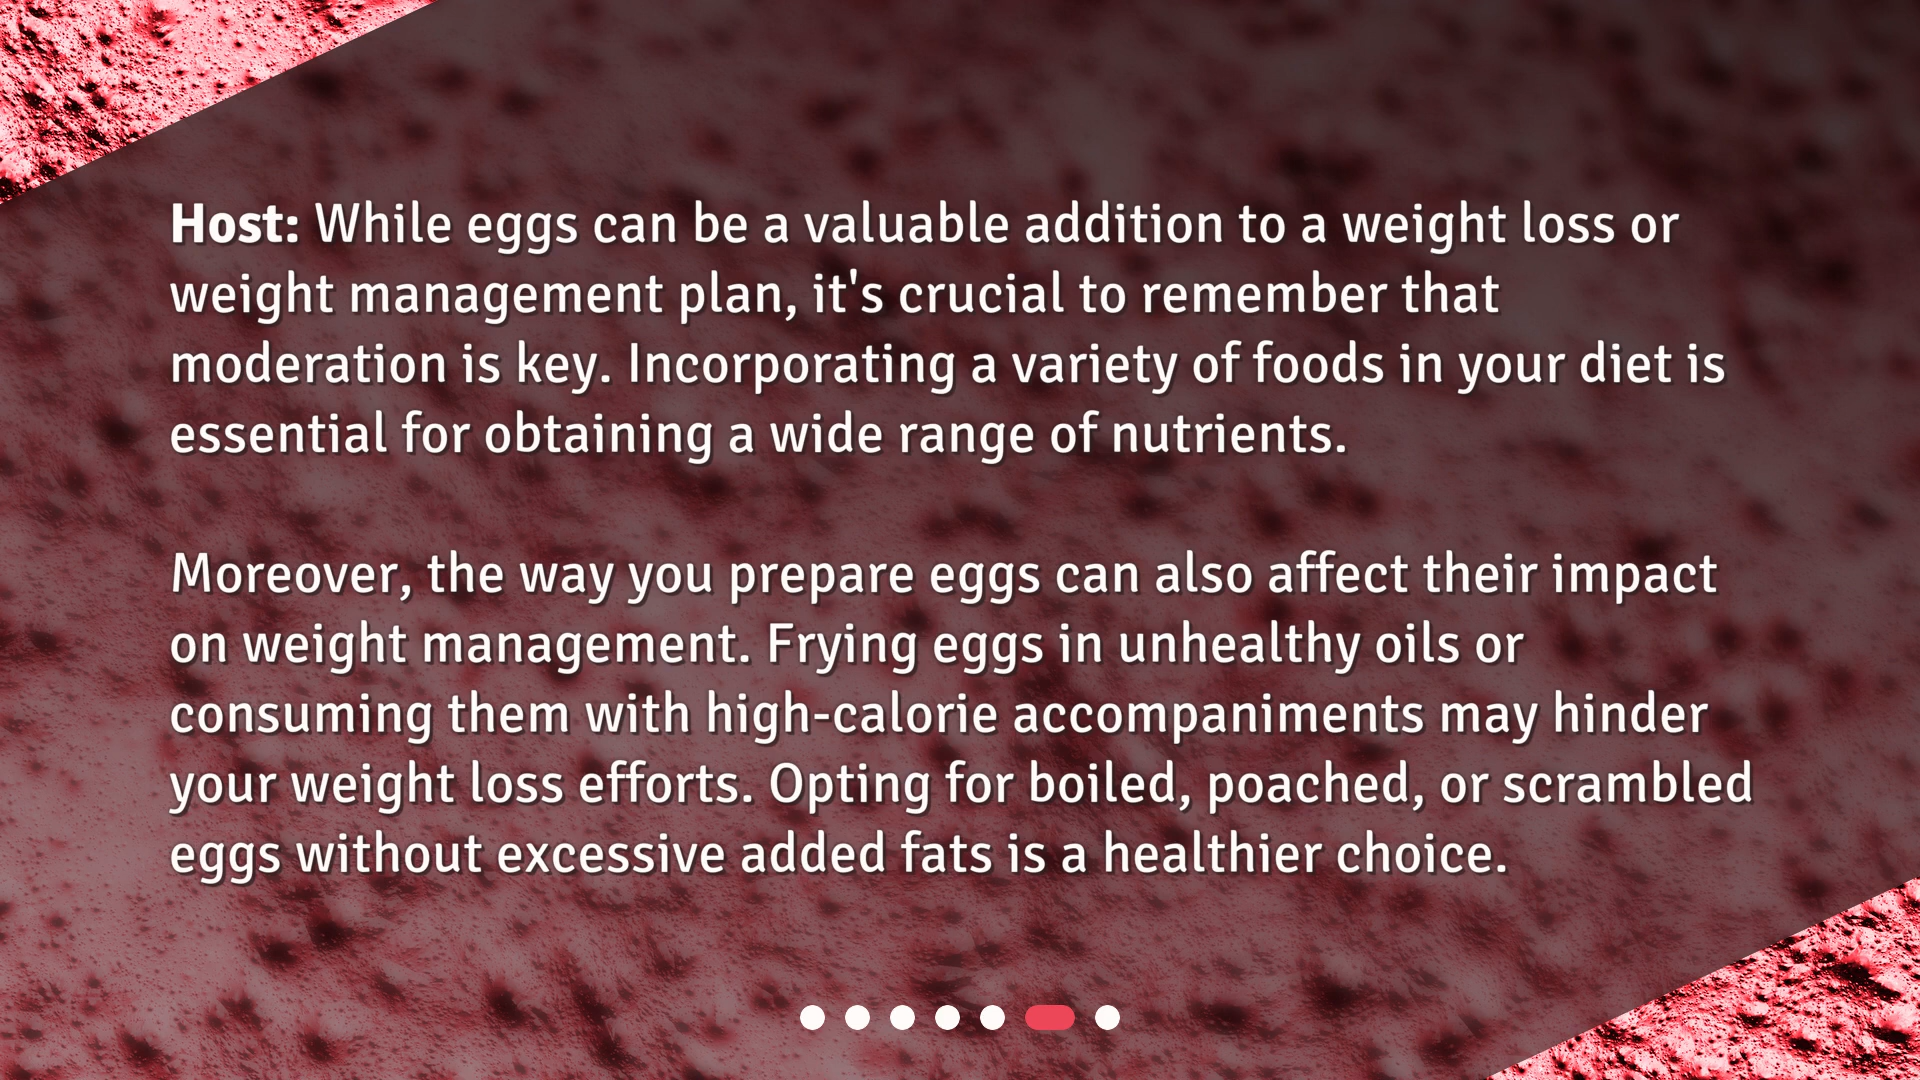 Host: While eggs can be a valuable addition to a weight loss or
weight management plan, it's crucial to remember that
moderation is key. Incorporating a variety of foods in your diet is
essential for obtaining a wide range of nutrients.
Moreover, the way you prepare eggs can also affect their impact
on weight management. Frying eggs in unhealthy oils or
consuming them with high-calorie accompaniments may hinder
your weight loss efforts. Opting for boiled, poached, or scrambled
eggs without excessive added fats is a healthier choice.